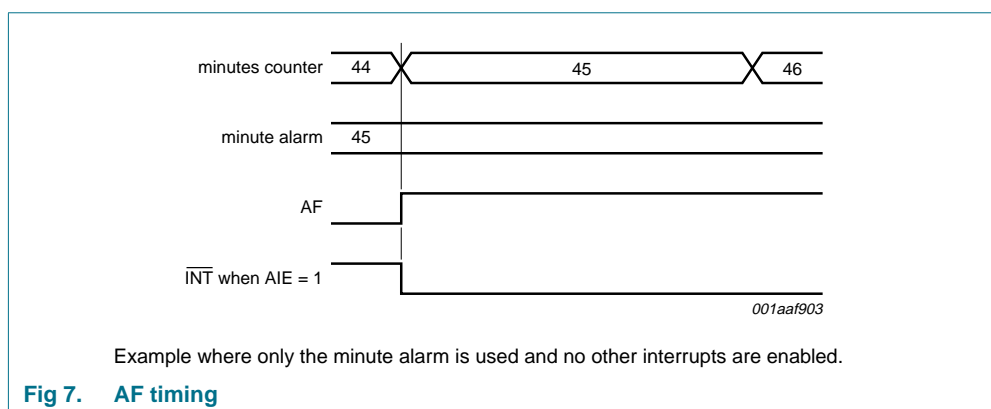 minutes counter 44 45 46
minute alarm 45
AF
INT when AIE = 1
001aaf903
Example where only the minute alarm is used and no other interrupts are enabled.
Fig 7. AF timing